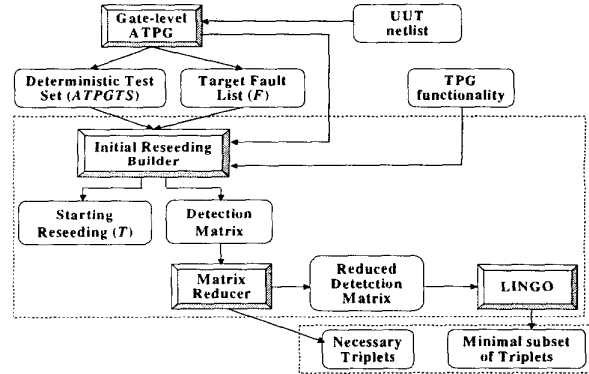 Gate-level
ATPG
UUT
netlist
Deterministic Test
Set (ATPGTS)
Target Fault
List (F)
TPG
functionality
Initial Reseeding
Builder
Starting
Reseeding (T)
Detection
Matrix
Matrix
Reducer
Reduced
Detetction
Matrix
LINGO
Necessary
Triplets
Minimal subset
of Triplets